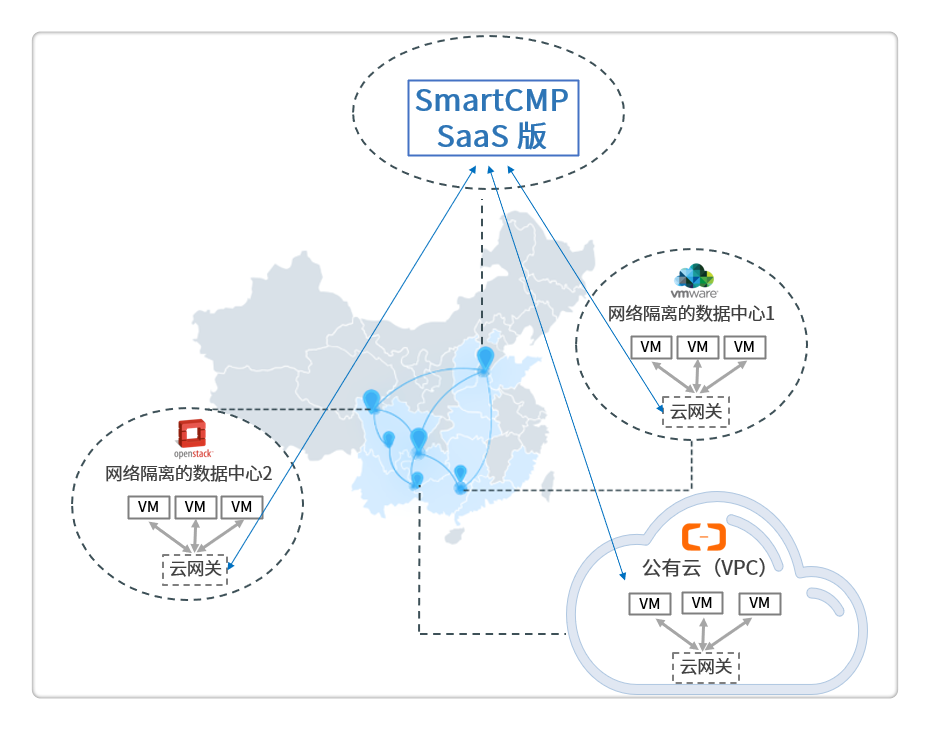 SmartCMP
SaaS 版
vmware
网络隔离的数据中心1
VM VM VM
云网关
openstack
网络隔离的数据中心2
VM VM VM
云网关
公有云（VPC）
VM VM VM
云网关